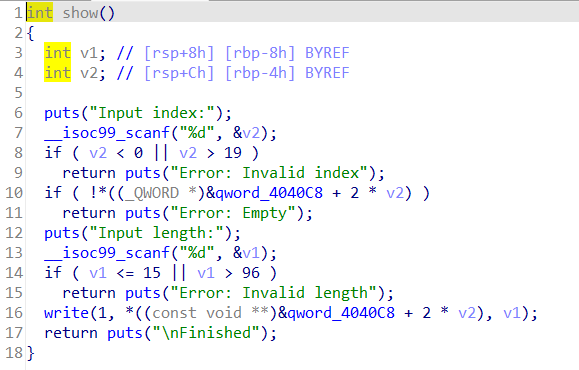 1 int show()
2 {
3   int v1; // [rsp+8h] [rbp-8h] BYREF
4   int v2; // [rsp+Ch] [rbp-4h] BYREF
5
6   puts("Input index:");
7   __isoc99_scanf("%d", &v2);
8   if ( v2 < 0 || v2 > 19 )
9     return puts("Error: Invalid index");
10   if ( !*((_QWORD *)&qword_4040C8 + 2 * v2) )
11     return puts("Error: Empty");
12   puts("Input length:");
13   __isoc99_scanf("%d", &v1);
14   if ( v1 <= 15 || v1 > 96 )
15     return puts("Error: Invalid length");
16   write(1, *((const void **)&qword_4040C8 + 2 * v2), v1);
17   return puts("\nFinished");
18 }